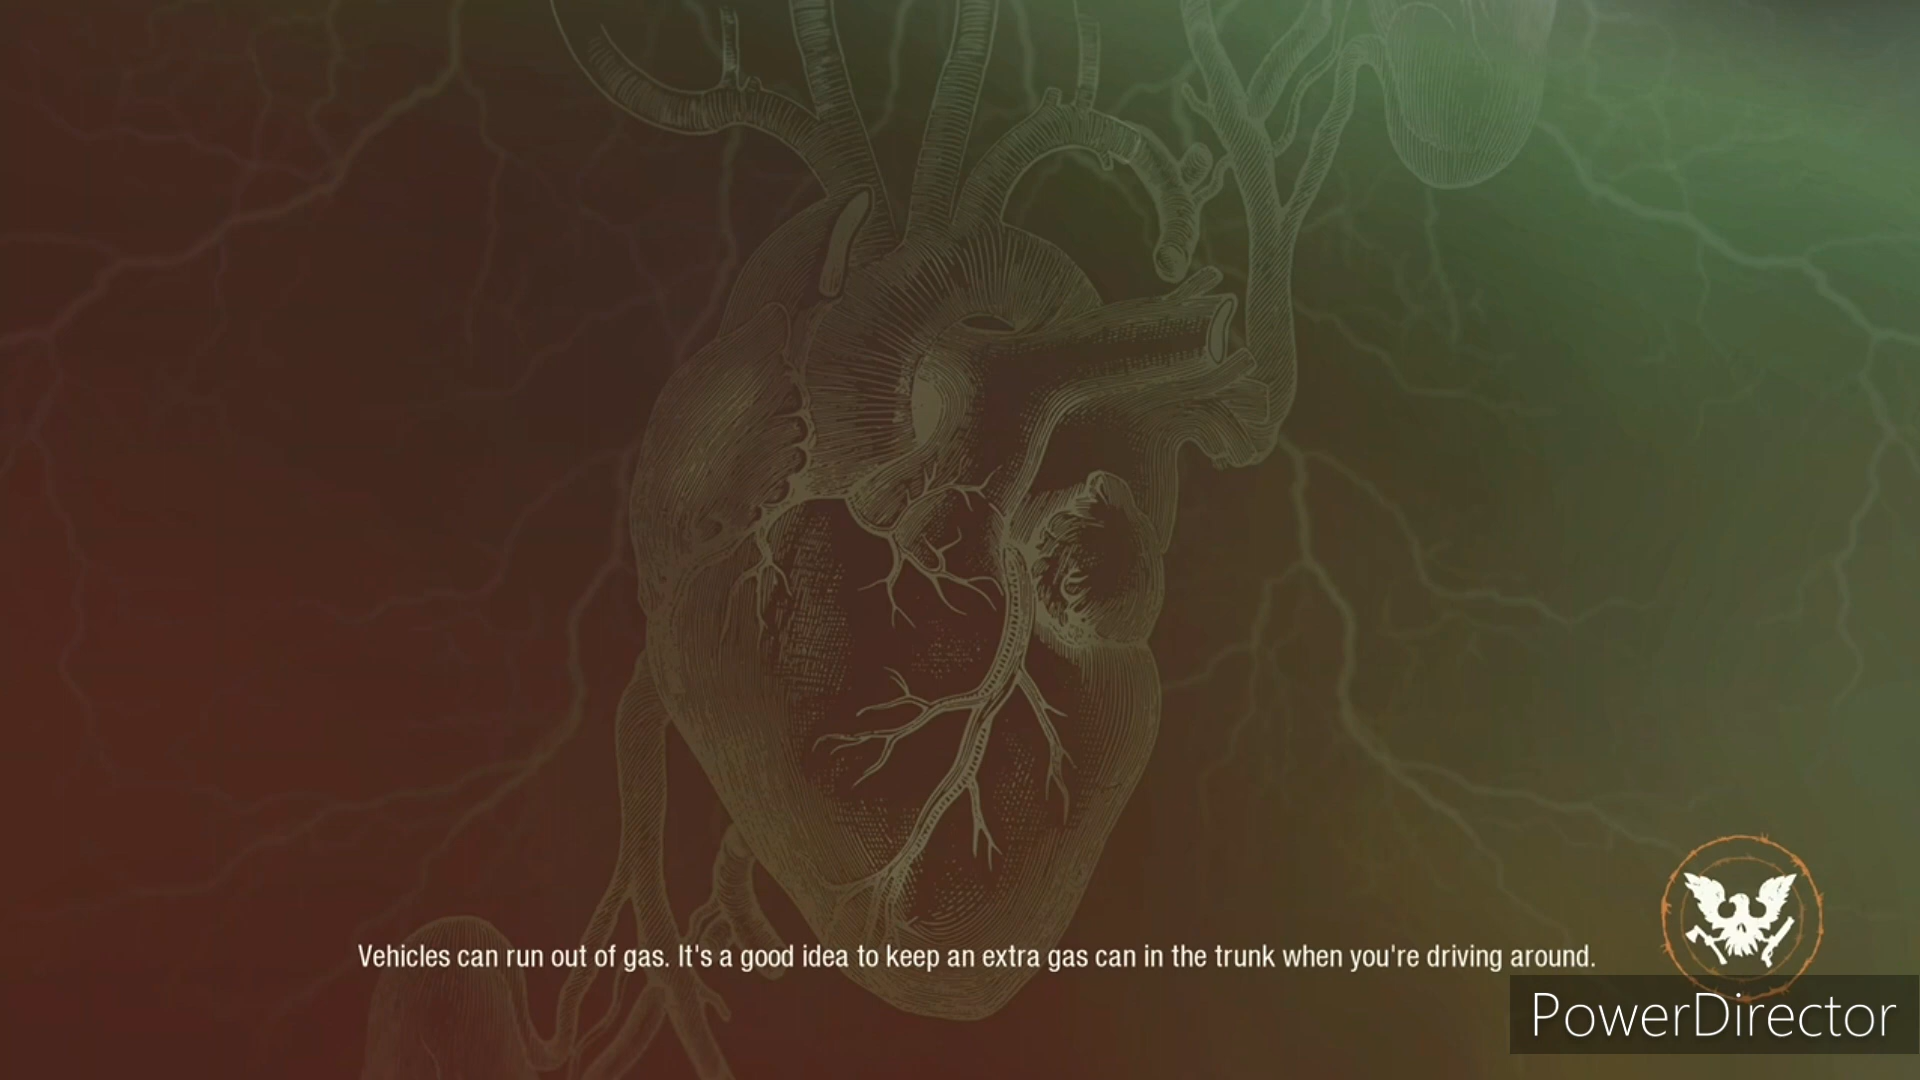 Vehicles can run out of gas. It's a good idea to keep an extra gas can in the trunk when you're driving around.
PowerDirector